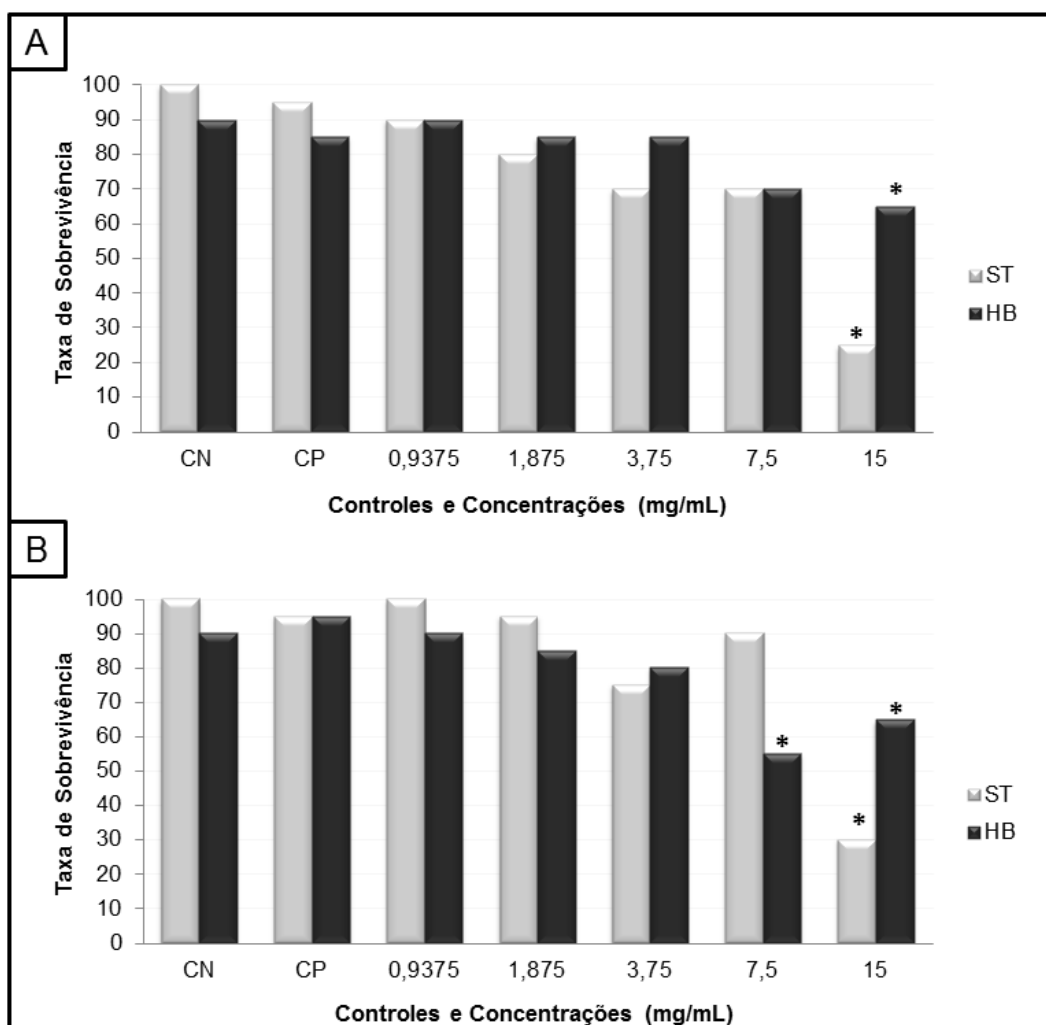 A
100
90
80
70
60
50
40
30
20
10
0
Taxa de Sobrevivência
* *
CN CP 0,9375 1,875 3,75 7,5 15
Controles e Concentrações (mg/mL)
ST
HB
B
100
90
80
70
60
50
40
30
20
10
0
Taxa de Sobrevivência
* * *
CN CP 0,9375 1,875 3,75 7,5 15
Controles e Concentrações (mg/mL)
ST
HB